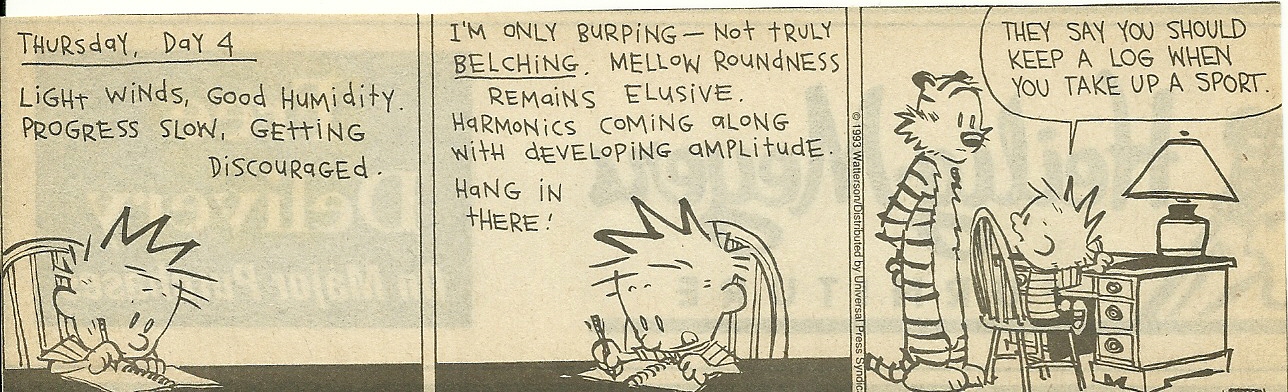 THURSdAY, DAY 4
LiGHt WiNdS, GOOd HUMidity.
PROGRESS SLOW. GEttiNG
DiSCOURAGEd.
I'M ONLY BURPiNG — NOt tRULY
BELCHiNG. MELLOW ROUNdNESS
REMAiNS ELUSiVE.
HARMONiCS COMiNG ALONG
WitH dEVELOPiNG AMPLitUdE.
HANG iN
tHERE!
© 1993 Watterson/Distributed by Universal Press Syndic
THEY SAY YOU SHOULD
KEEP A LOG WHEN
YOU TAKE UP A SPORT.